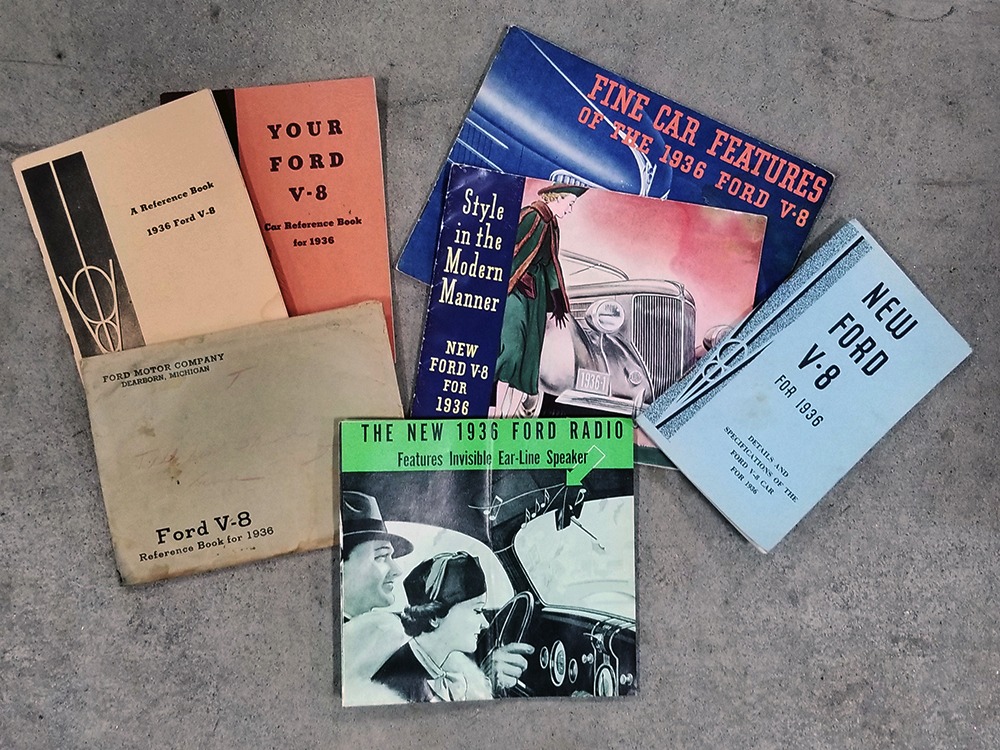 A Reference Book
1936 Ford V-8
YOUR
FORD
V-8
Car Reference Book
for 1936
FORD MOTOR COMPANY
DEARBORN, MICHIGAN
Ford V-8
Reference Book for 1936
FINE CAR FEATURES
OF THE 1936 FORD V·8
Style
in the
Modern
Manner
NEW
FORD V·8
FOR
1936
1936-1
NEW
FORD
V·8
FOR 1936
DETAILS AND
SPECIFICATIONS OF THE
FORD V-8 CAR
FOR 1936
THE NEW 1936 FORD RADIO
Features Invisible Ear-Line Speaker